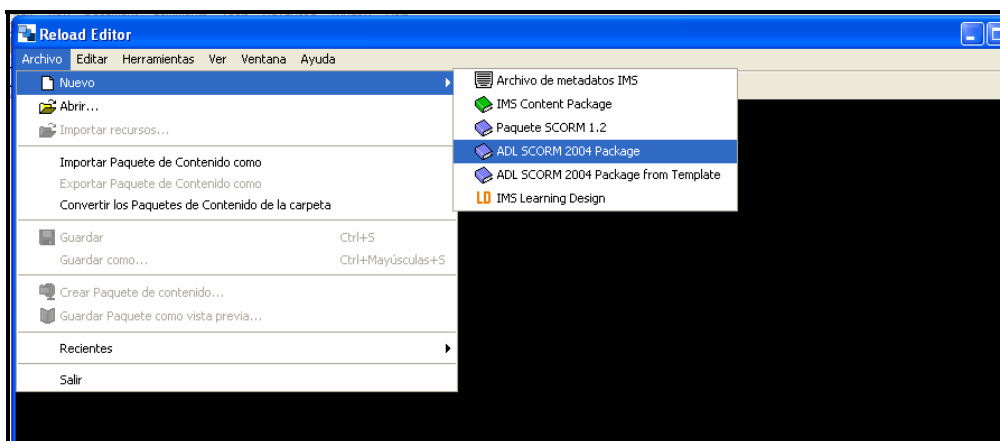 Reload Editor
Archivo Editar Herramientas Ver Ventana Ayuda
Nuevo
Abrir...
Importar recursos...
Importar Paquete de Contenido como
Exportar Paquete de Contenido como
Convertir los Paquetes de Contenido de la carpeta
Guardar Ctrl+S
Guardar como... Ctrl+Mayúsculas+S
Crear Paquete de contenido...
Guardar Paquete como vista previa...
Recientes
Salir
Archivo de metadatos IMS
IMS Content Package
Paquete SCORM 1.2
ADL SCORM 2004 Package
ADL SCORM 2004 Package from Template
LD IMS Learning Design